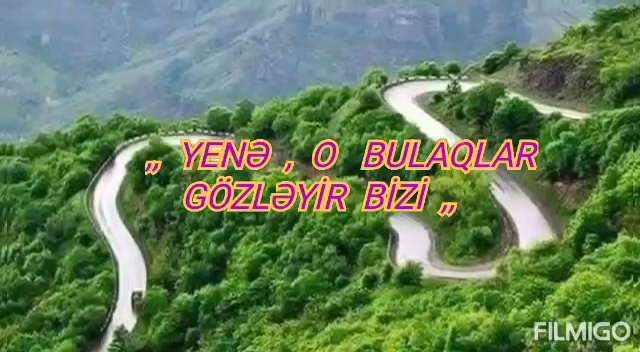 „ YENƏ , O BULAQLAR
GÖZLƏYİR BİZİ „
FILMIGO